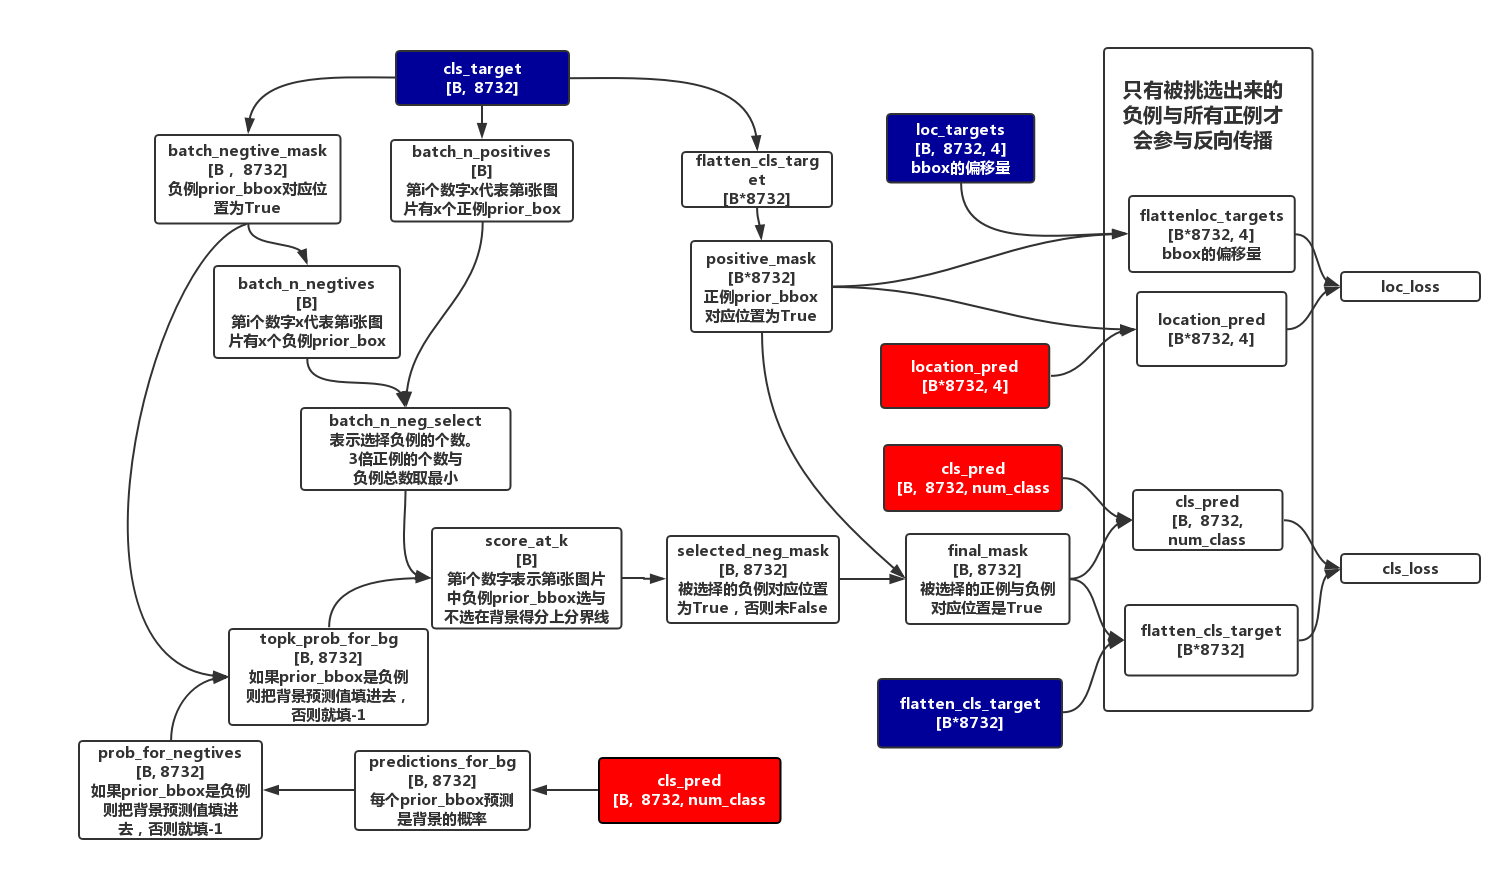 cls_target
[B, 8732]
batch_negtive_mask
[B , 8732]
负例prior_bbox对应位
置为True
batch_n_positives
[B]
第i个数字x代表第i张图
片有x个正例prior_box
flatten_cls_targ
et
[B*8732]
loc_targets
[B, 8732, 4]
bbox的偏移量
只有被挑选出来的
负例与所有正例才
会参与反向传播
flattenloc_targets
[B*8732, 4]
bbox的偏移量
batch_n_negtives
[B]
第i个数字x代表第i张图
片有x个负例prior_box
positive_mask
[B*8732]
正例prior_bbox
对应位置为True
loc_loss
location_pred
[B*8732, 4]
location_pred
[B*8732, 4]
batch_n_neg_select
表示选择负例的个数。
3倍正例的个数与
负例总数取最小
cls_pred
[B, 8732, num_class
cls_pred
[B, 8732,
num_class
score_at_k
[B]
第i个数字表示第i张图片
中负例prior_bbox选与
不选在背景得分上分界线
selected_neg_mask
[B, 8732]
被选择的负例对应位置
为True，否则未False
final_mask
[B, 8732]
被选择的正例与负例
对应位置是True
cls_loss
flatten_cls_target
[B*8732]
topk_prob_for_bg
[B, 8732]
如果prior_bbox是负例
则把背景预测值填进去，
否则就填-1
flatten_cls_target
[B*8732]
prob_for_negtives
[B, 8732]
如果prior_bbox是负例
则把背景预测值填进
去，否则就填-1
predictions_for_bg
[B, 8732]
每个prior_bbox预测
是背景的概率
cls_pred
[B, 8732, num_class